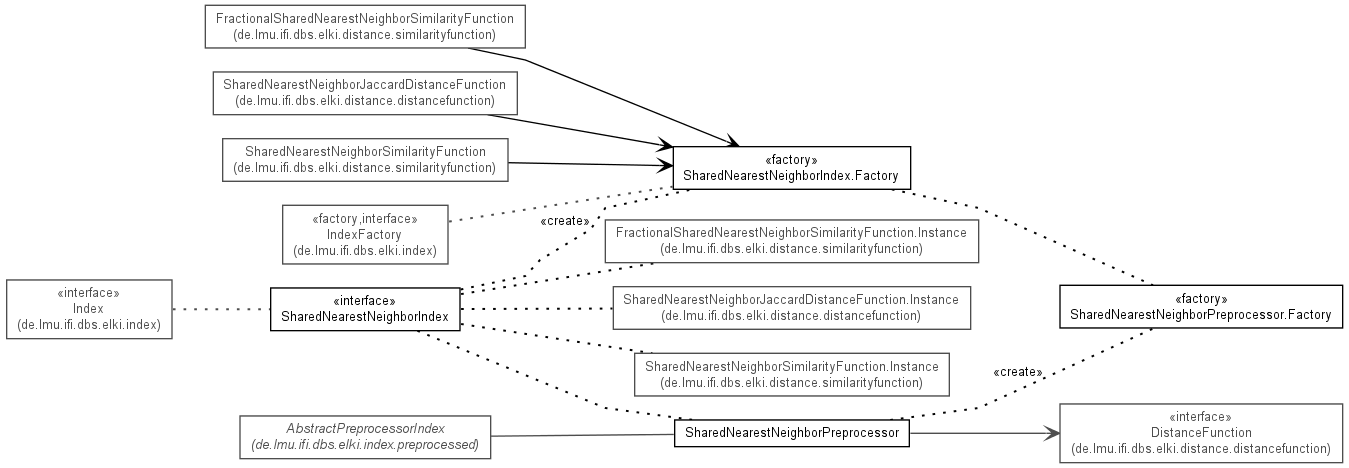 FractionalSharedNearestNeighborSimilarityFunction
(de.lmu.ifi.dbs.elki.distance.similarityfunction)
SharedNearestNeighborJaccardDistanceFunction
(de.lmu.ifi.dbs.elki.distance.distancefunction)
SharedNearestNeighborSimilarityFunction
(de.lmu.ifi.dbs.elki.distance.similarityfunction)
«factory»
SharedNearestNeighborIndex.Factory
«factory,interface»
IndexFactory
(de.lmu.ifi.dbs.elki.index)
«create»
FractionalSharedNearestNeighborSimilarityFunction.Instance
(de.lmu.ifi.dbs.elki.distance.similarityfunction)
«interface»
Index
(de.lmu.ifi.dbs.elki.index)
«interface»
SharedNearestNeighborIndex
SharedNearestNeighborJaccardDistanceFunction.Instance
(de.lmu.ifi.dbs.elki.distance.distancefunction)
«factory»
SharedNearestNeighborPreprocessor.Factory
SharedNearestNeighborSimilarityFunction.Instance
(de.lmu.ifi.dbs.elki.distance.similarityfunction)
«create»
AbstractPreprocessorIndex
(de.lmu.ifi.dbs.elki.index.preprocessed)
SharedNearestNeighborPreprocessor
«interface»
DistanceFunction
(de.lmu.ifi.dbs.elki.distance.distancefunction)